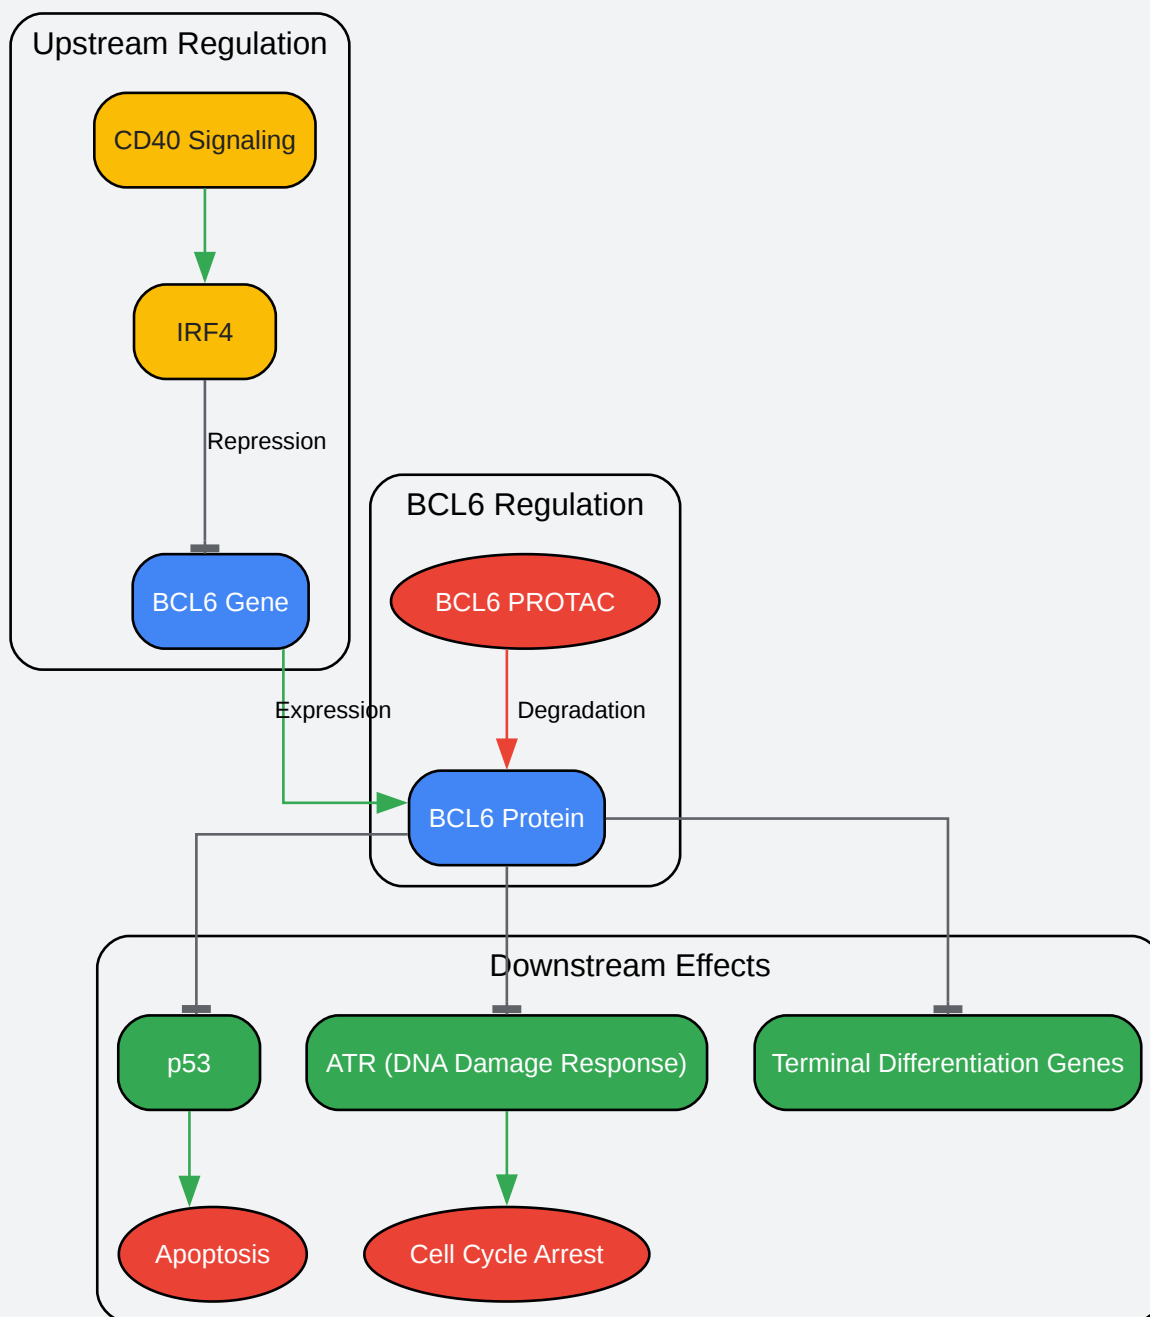 Upstream Regulation
CD40 Signaling
IRF4
Repression
BCL6 Gene
BCL6 Regulation
BCL6 PROTAC
Expression
Degradation
BCL6 Protein
Downstream Effects
p53
ATR (DNA Damage Response)
Terminal Differentiation Genes
Apoptosis
Cell Cycle Arrest